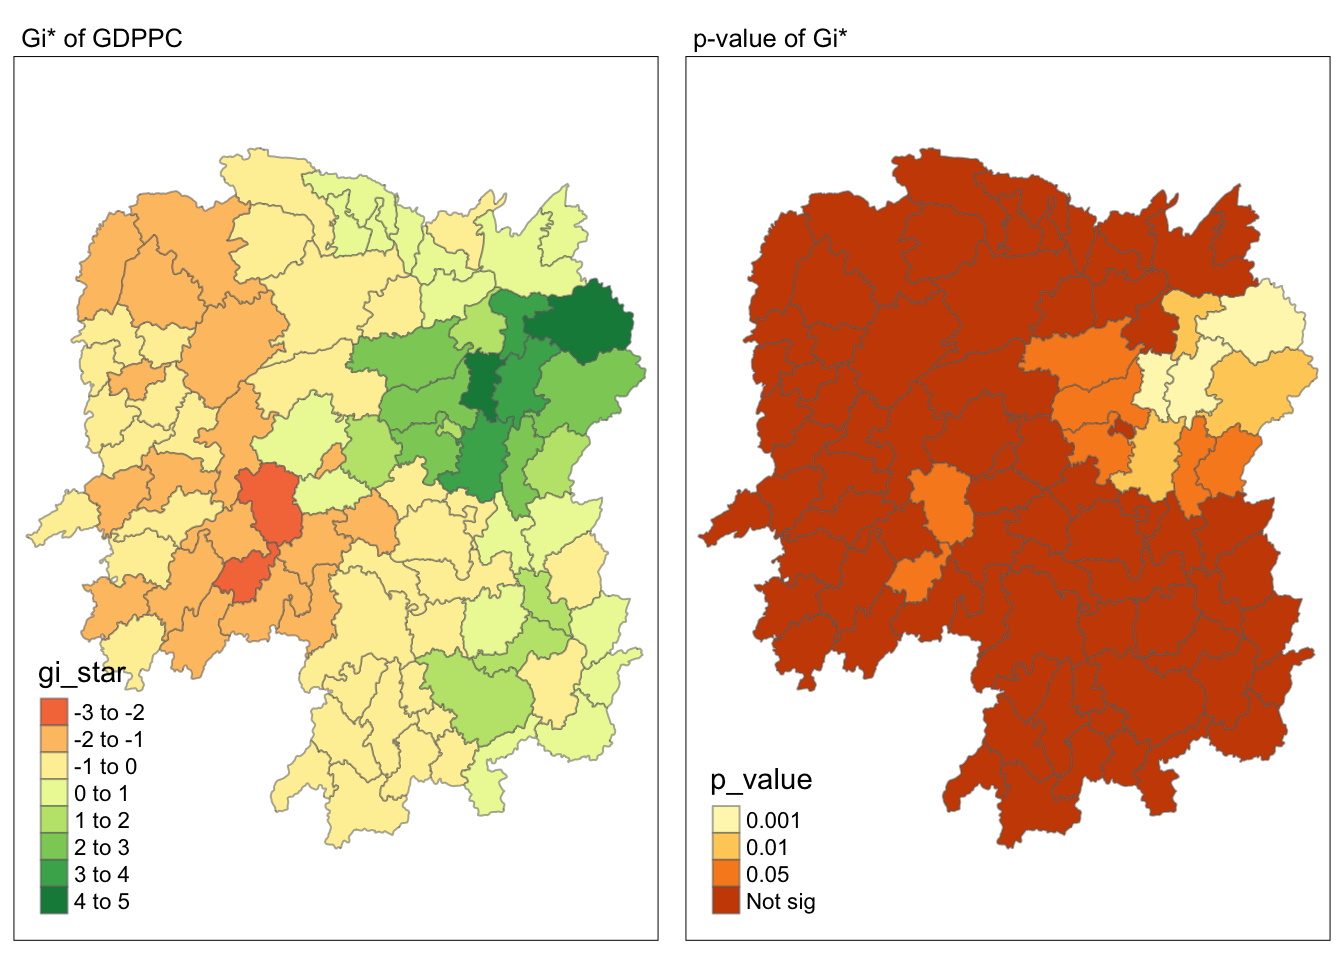 Gi* of GDPPC
gi_star
-3 to -2
-2 to -1
-1 to 0
0 to 1
1 to 2
2 to 3
3 to 4
4 to 5
p-value of Gi*
p_value
0.001
0.01
0.05
Not sig